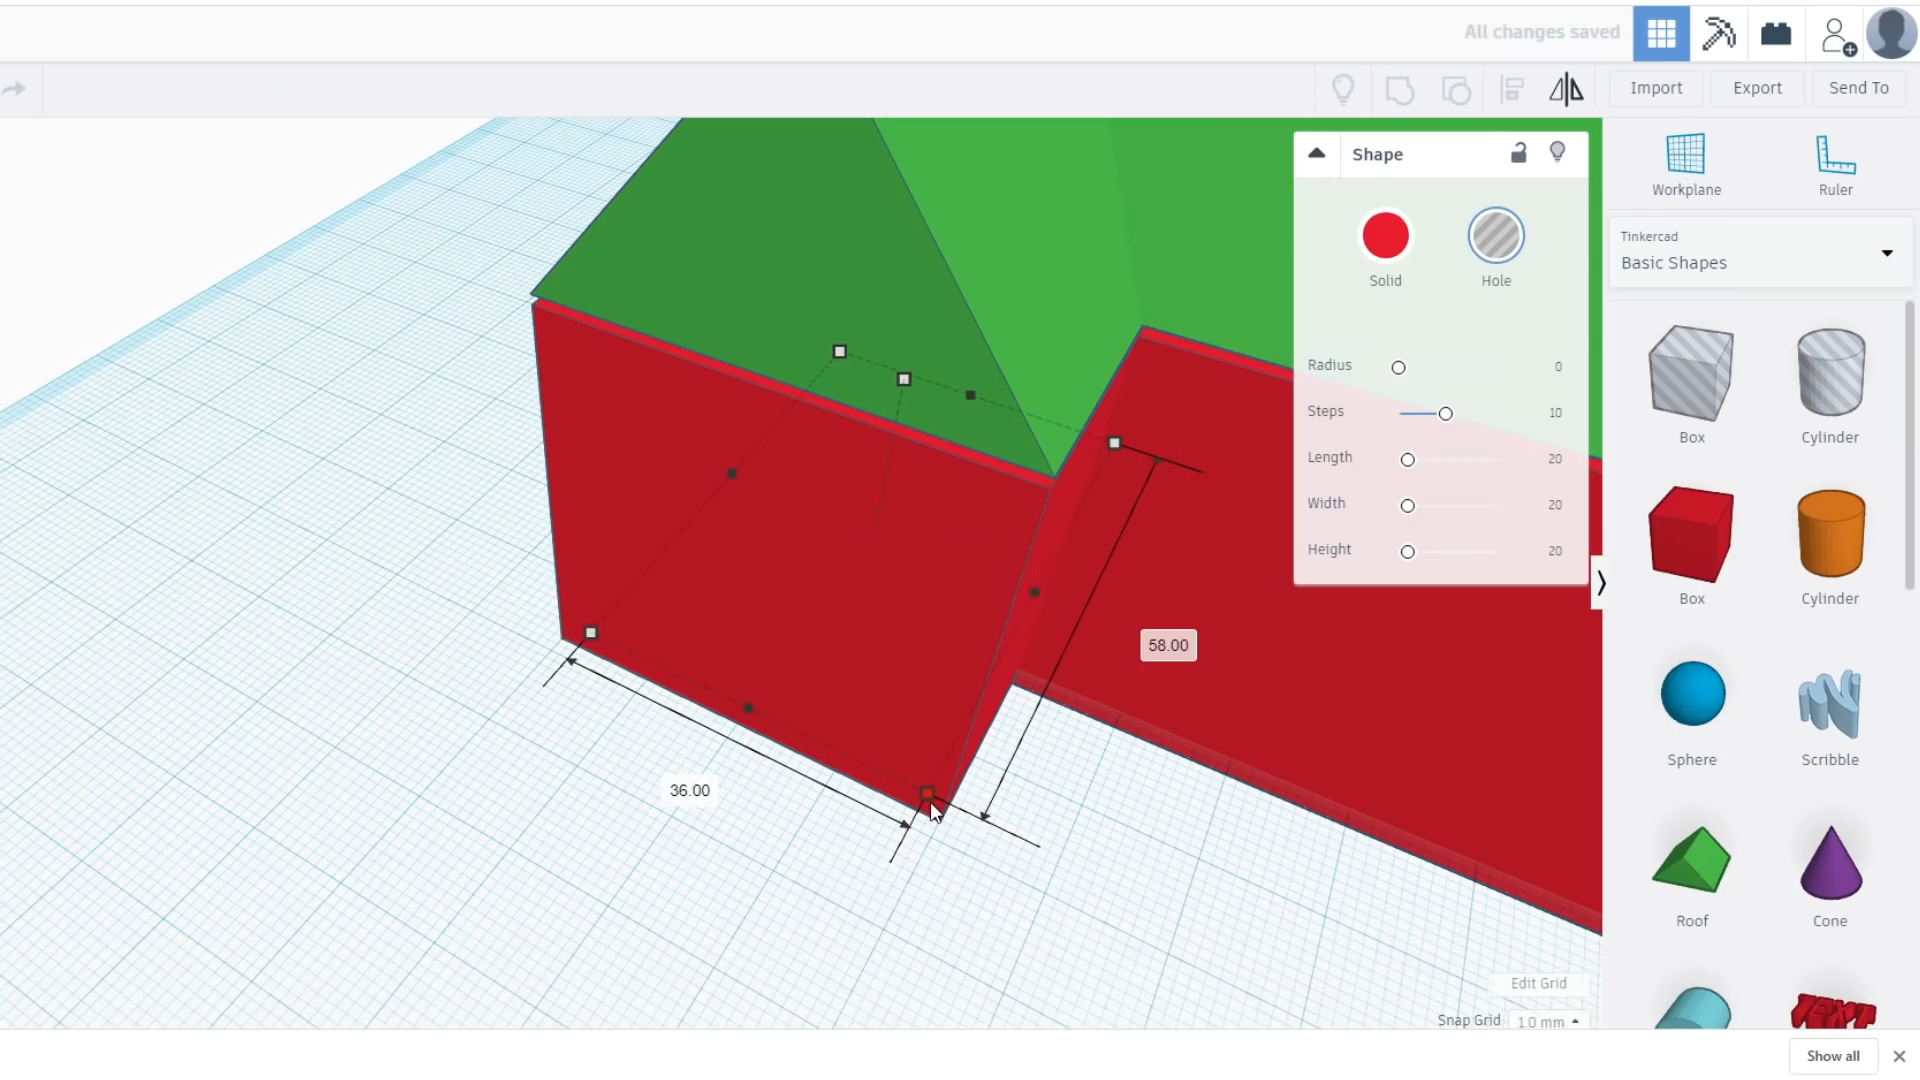 All changes saved
Import
Export
Send To
Shape
Solid
Hole
Radius
0
Steps
10
Length
20
Width
20
Height
20
58.00
36.00
Edit Grid
Snap Grid
1.0 mm
Workplane
Ruler
Tinkercad
Basic Shapes
Box
Cylinder
Box
Cylinder
Sphere
Scribble
Roof
Cone
TEXT
Show all